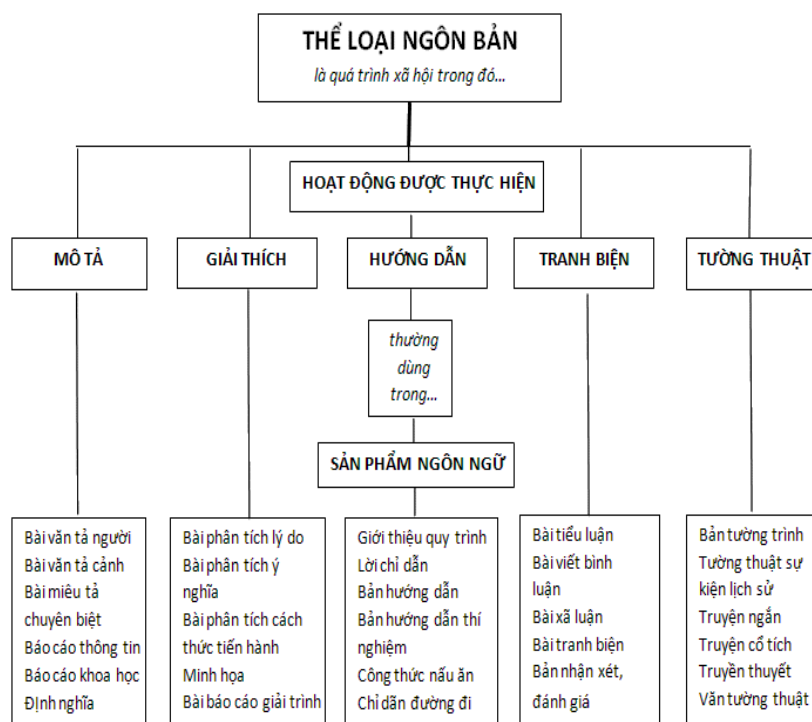 THỂ LOẠI NGÔN BẢN
là quá trình xã hội trong đó...
HOẠT ĐỘNG ĐƯỢC THỰC HIỆN
MÔ TẢ
GIẢI THÍCH
HƯỚNG DẪN
TRANH BIỆN
TƯỜNG THUẬT
thường
dùng
trong...
SẢN PHẨM NGÔN NGỮ
Bài văn tả người
Bài văn tả cảnh
Bài miêu tả
chuyên biệt
Báo cáo thông tin
Báo cáo khoa học
Định nghĩa
Bài phân tích lý do
Bài phân tích ý
nghĩa
Bài phân tích cách
thức tiến hành
Minh họa
Bài báo cáo giải trình
Giới thiệu quy trình
Lời chỉ dẫn
Bản hướng dẫn
Bản hướng dẫn thí
nghiệm
Công thức nấu ăn
Chỉ dẫn đường đi
Bài tiểu luận
Bài viết bình
luận
Bài xã luận
Bài tranh biện
Bản nhận xét,
đánh giá
Bản tường trình
Tường thuật sự
kiện lịch sử
Truyện ngắn
Truyện cổ tích
Truyền thuyết
Văn tường thuật